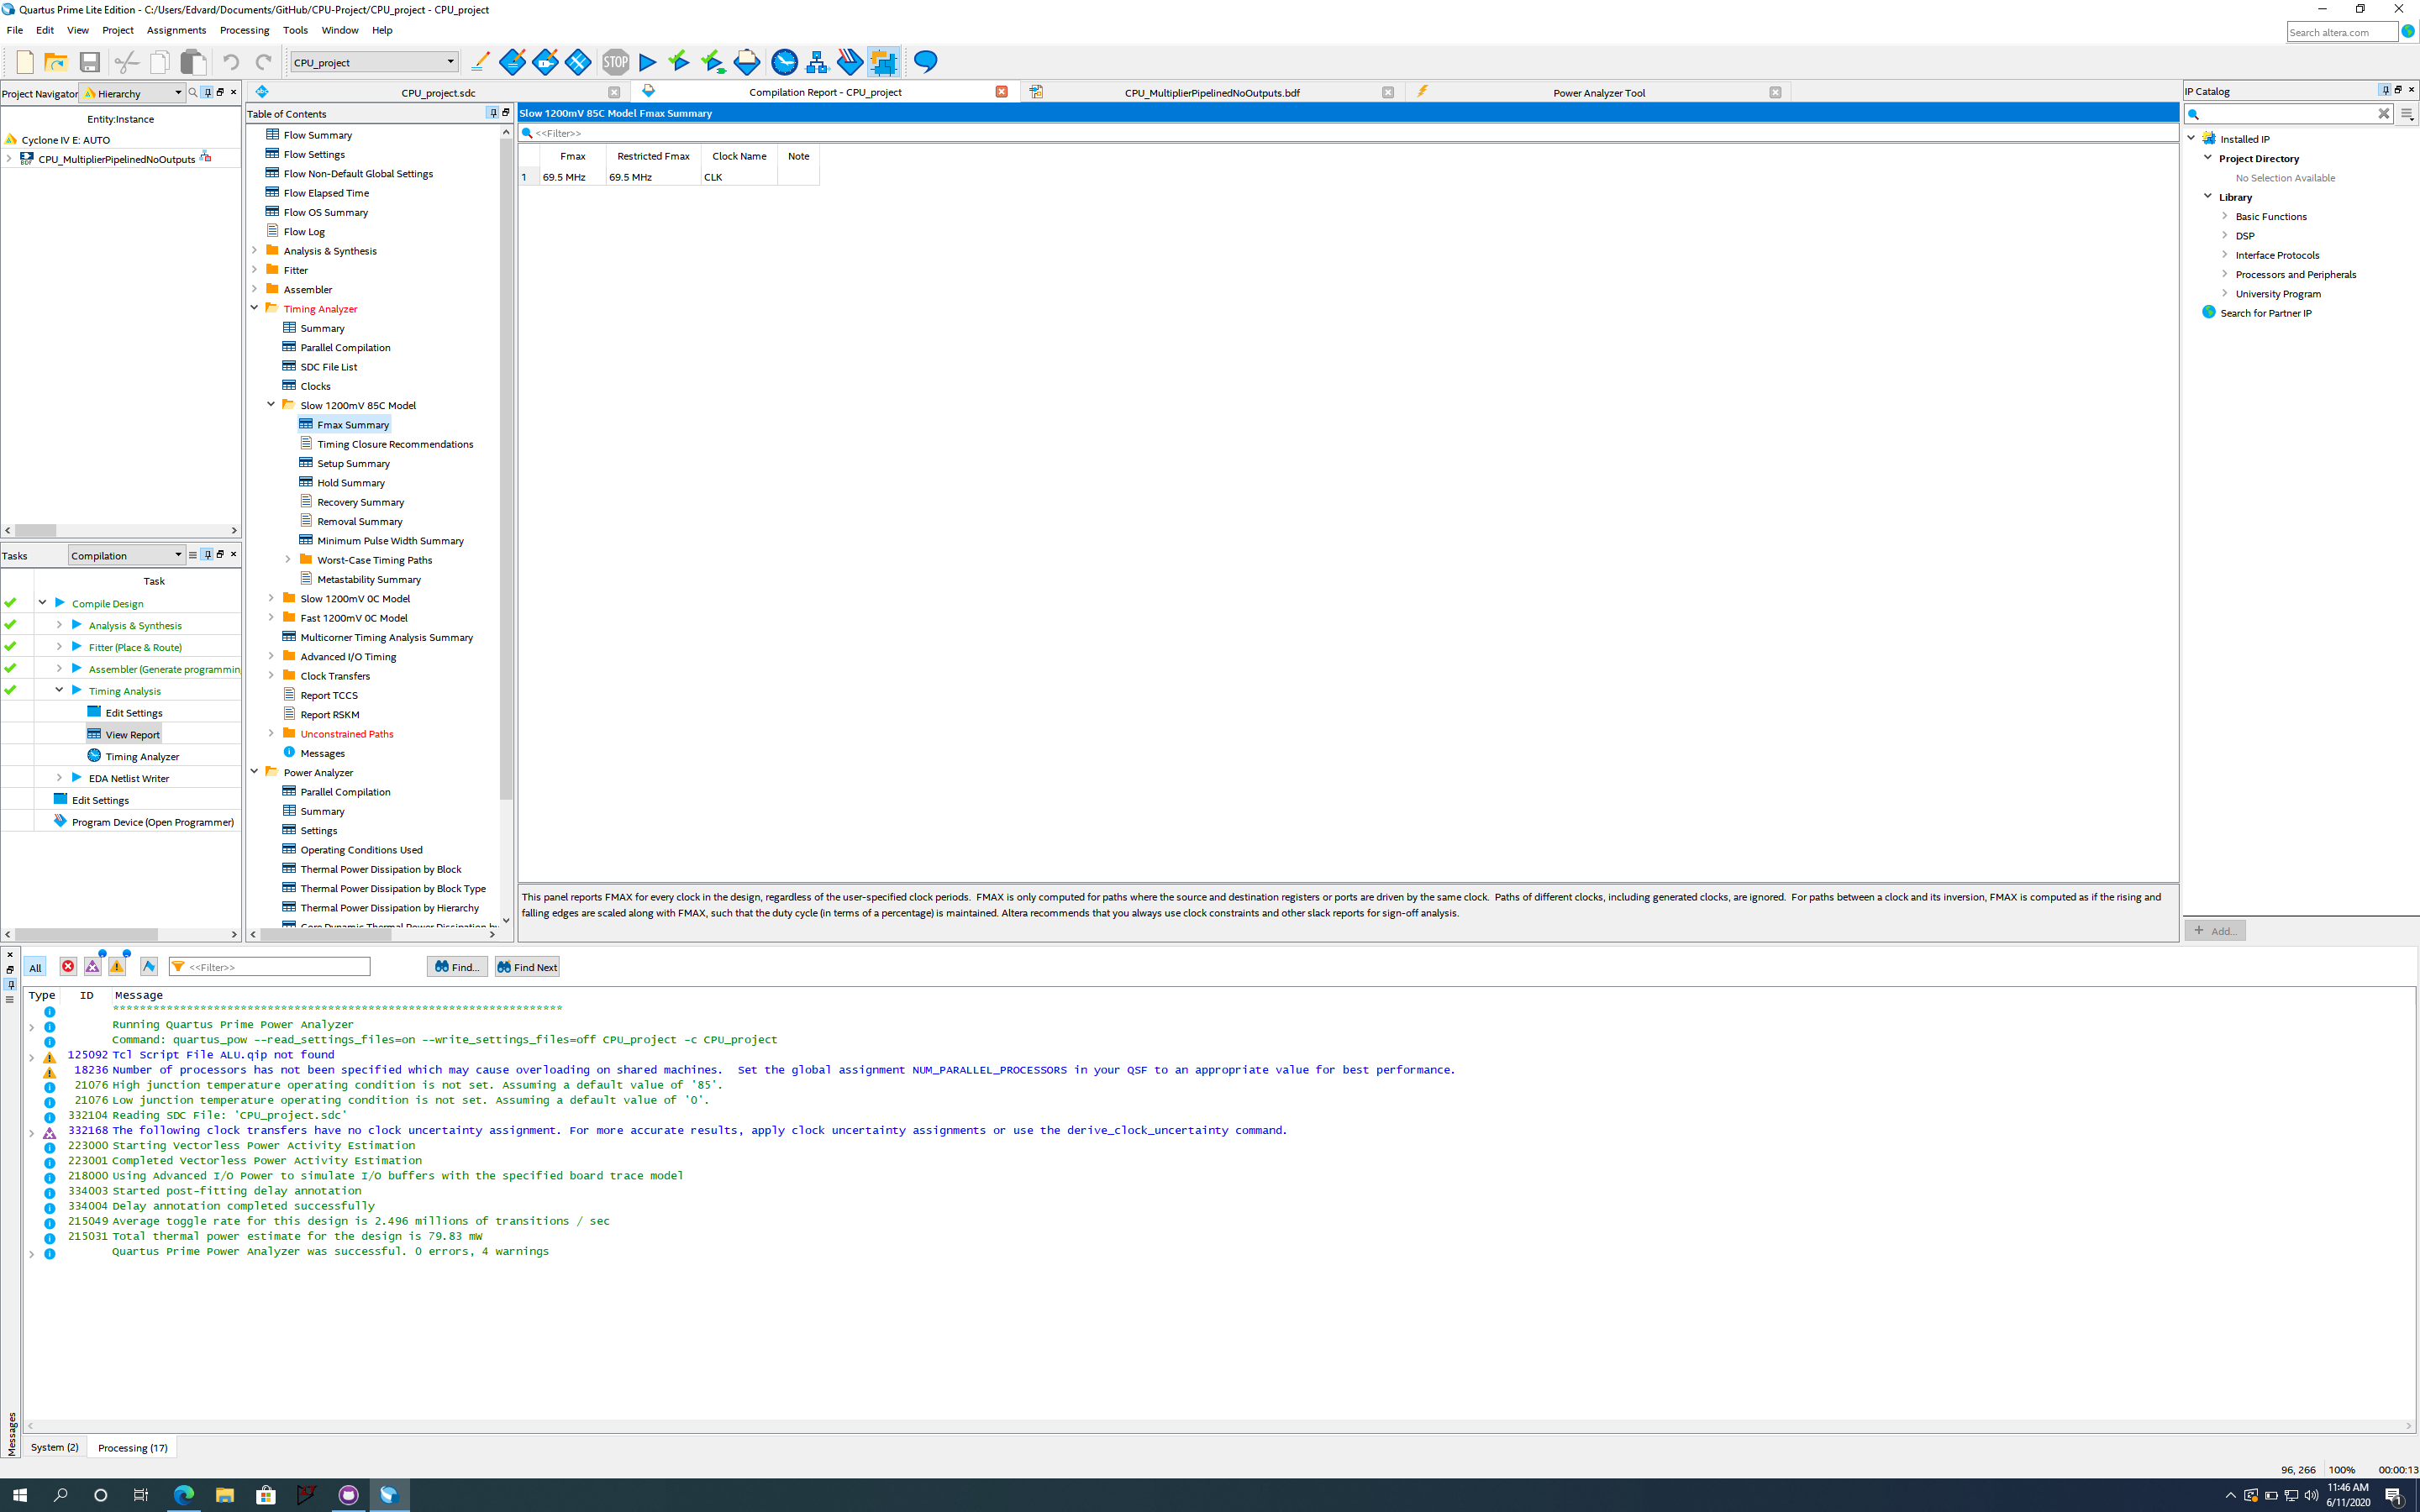 Quartus Prime Lite Edition - C:/Users/Edvard/Documents/GitHub/CPU-Project/CPU_project - CPU_project
File Edit View Project Assignments Processing Tools Window Help
Search altera.com
CPU_project
STOP
Project Navigator Hierarchy
Entity:Instance
Cyclone IV E: AUTO
CPU_MultiplierPipelinedNoOutputs
Tasks Compilation
Task
Compile Design
Analysis & Synthesis
Fitter (Place & Route)
Assembler (Generate programmin
Timing Analysis
Edit Settings
View Report
Timing Analyzer
EDA Netlist Writer
Edit Settings
Program Device (Open Programmer)
CPU_project.sdc
Compilation Report - CPU_project
CPU_MultiplierPipelinedNoOutputs.bdf
Power Analyzer Tool
Table of Contents
Flow Summary
Flow Settings
Flow Non-Default Global Settings
Flow Elapsed Time
Flow OS Summary
Flow Log
Analysis & Synthesis
Fitter
Assembler
Timing Analyzer
Summary
Parallel Compilation
SDC File List
Clocks
Slow 1200mV 85C Model
Fmax Summary
Timing Closure Recommendations
Setup Summary
Hold Summary
Recovery Summary
Removal Summary
Minimum Pulse Width Summary
Worst-Case Timing Paths
Metastability Summary
Slow 1200mV 0C Model
Fast 1200mV 0C Model
Multicorner Timing Analysis Summary
Advanced I/O Timing
Clock Transfers
Report TCCS
Report RSKM
Unconstrained Paths
Messages
Power Analyzer
Parallel Compilation
Summary
Settings
Operating Conditions Used
Thermal Power Dissipation by Block
Thermal Power Dissipation by Block Type
Thermal Power Dissipation by Hierarchy
Core Dynamic Thermal Power Dissipation by
Slow 1200mV 85C Model Fmax Summary
<<Filter>>
Fmax Restricted Fmax Clock Name Note
1 69.5 MHz 69.5 MHz CLK
This panel reports FMAX for every clock in the design, regardless of the user-specified clock periods. FMAX is only computed for paths where the source and destination registers or ports are driven by the same clock. Paths of different clocks, including generated clocks, are ignored. For paths between a clock and its inversion, FMAX is computed as if the rising and
falling edges are scaled along with FMAX, such that the duty cycle (in terms of a percentage) is maintained. Altera recommends that you always use clock constraints and other slack reports for sign-off analysis.
IP Catalog
Installed IP
Project Directory
No Selection Available
Library
Basic Functions
DSP
Interface Protocols
Processors and Peripherals
University Program
Search for Partner IP
+ Add...
All <<Filter>> Find... Find Next
Type ID Message
*******************************************************************
Running Quartus Prime Power Analyzer
Command: quartus_pow --read_settings_files=on --write_settings_files=off CPU_project -c CPU_project
125092 Tcl Script File ALU.qip not found
18236 Number of processors has not been specified which may cause overloading on shared machines. Set the global assignment NUM_PARALLEL_PROCESSORS in your QSF to an appropriate value for best performance.
21076 High junction temperature operating condition is not set. Assuming a default value of '85'.
21076 Low junction temperature operating condition is not set. Assuming a default value of '0'.
332104 Reading SDC File: 'CPU_project.sdc'
332168 The following clock transfers have no clock uncertainty assignment. For more accurate results, apply clock uncertainty assignments or use the derive_clock_uncertainty command.
223000 Starting Vectorless Power Activity Estimation
223001 Completed Vectorless Power Activity Estimation
218000 Using Advanced I/O Power to simulate I/O buffers with the specified board trace model
334003 Started post-fitting delay annotation
334004 Delay annotation completed successfully
215049 Average toggle rate for this design is 2.496 millions of transitions / sec
215031 Total thermal power estimate for the design is 79.83 mW
Quartus Prime Power Analyzer was successful. 0 errors, 4 warnings
Messages
System (2) Processing (17)
96, 266 100% 00:00:13
11:46 AM
6/11/2020
1